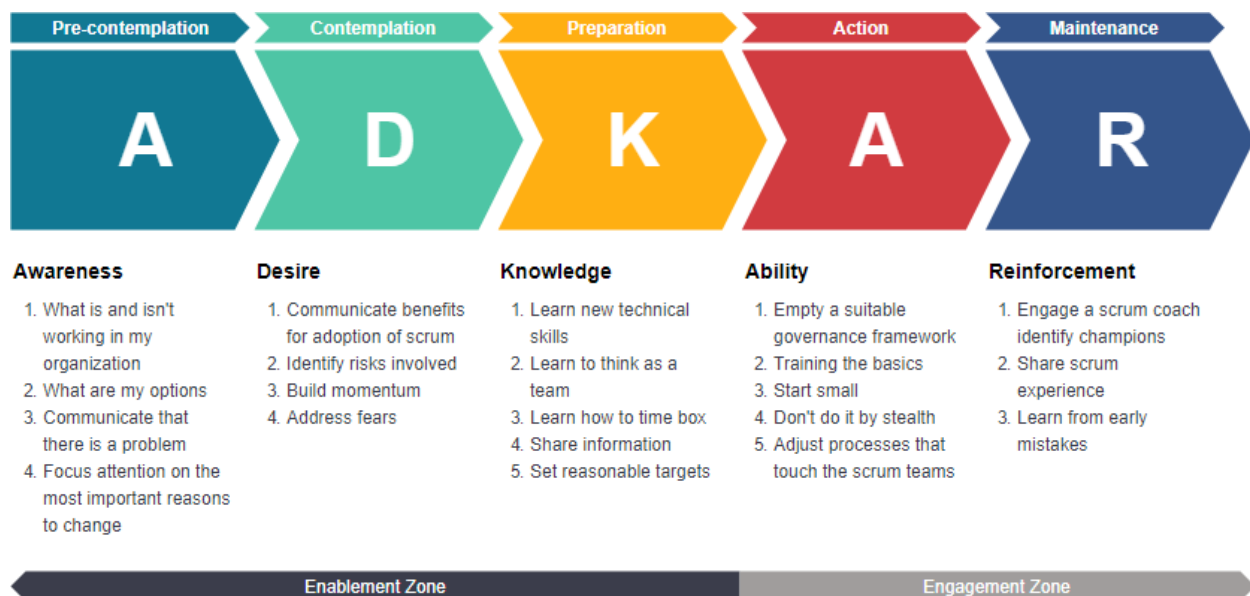 Pre-contemplation
Contemplation
Preparation
Action
Maintenance
A
D
K
A
R
Awareness
1. What is and isn't
working in my
organization
2. What are my options
3. Communicate that
there is a problem
4. Focus attention on the
most important reasons
to change
Desire
1. Communicate benefits
for adoption of scrum
2. Identify risks involved
3. Build momentum
4. Address fears
Knowledge
1. Learn new technical
skills
2. Learn to think as a
team
3. Learn how to time box
4. Share information
5. Set reasonable targets
Ability
1. Empty a suitable
governance framework
2. Training the basics
3. Start small
4. Don't do it by stealth
5. Adjust processes that
touch the scrum teams
Reinforcement
1. Engage a scrum coach
identify champions
2. Share scrum
experience
3. Learn from early
mistakes
Enablement Zone
Engagement Zone